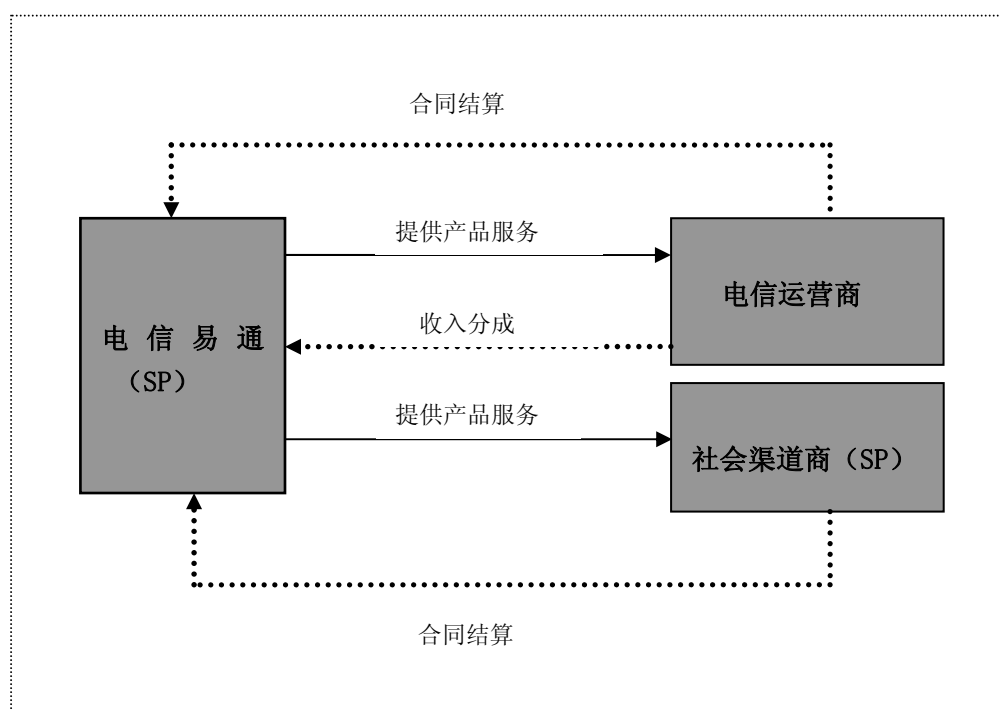 合同结算
提供产品服务
电信运营商
收入分成
电信易通
（SP）
提供产品服务
社会渠道商（SP）
合同结算